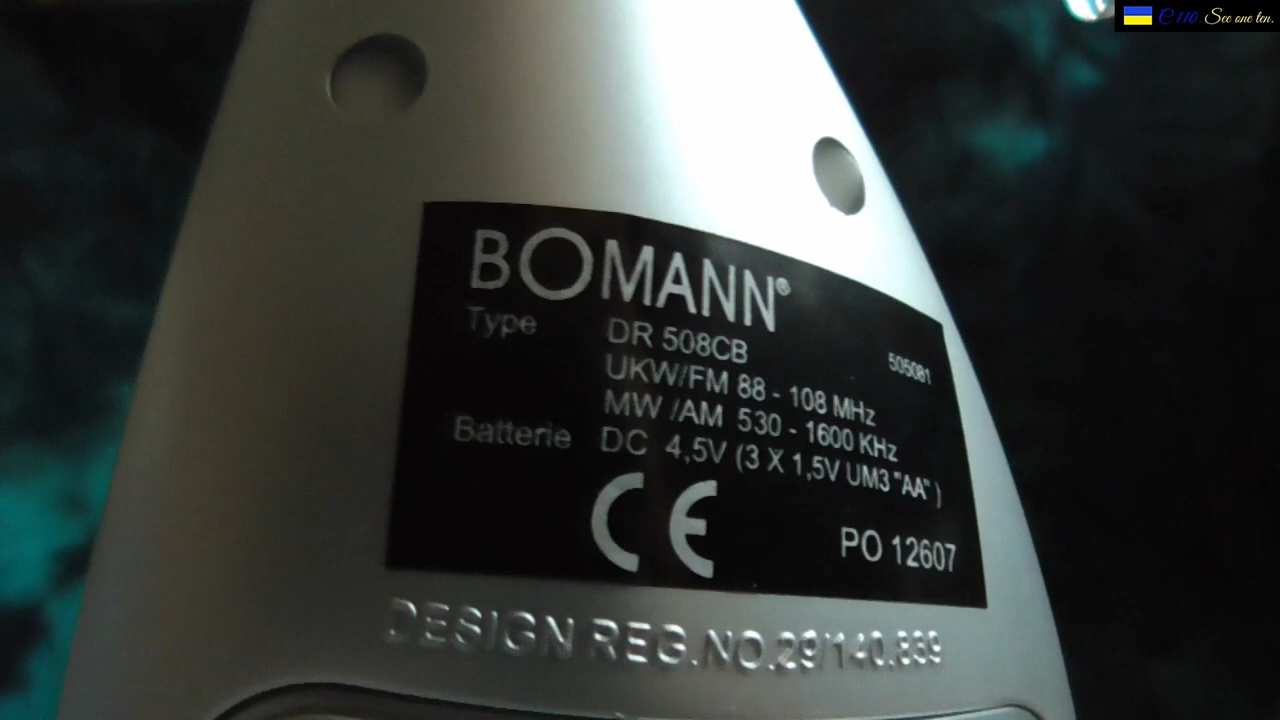 C 110. See one ten.
BOMANN®
Type DR 508CB 505081
UKW/FM 88 - 108 MHz
MW /AM 530 - 1600 KHz
Batterie DC 4,5V (3 X 1,5V UM3 "AA" )
CE
PO 12607
DESIGN REG.NO.29/140.839